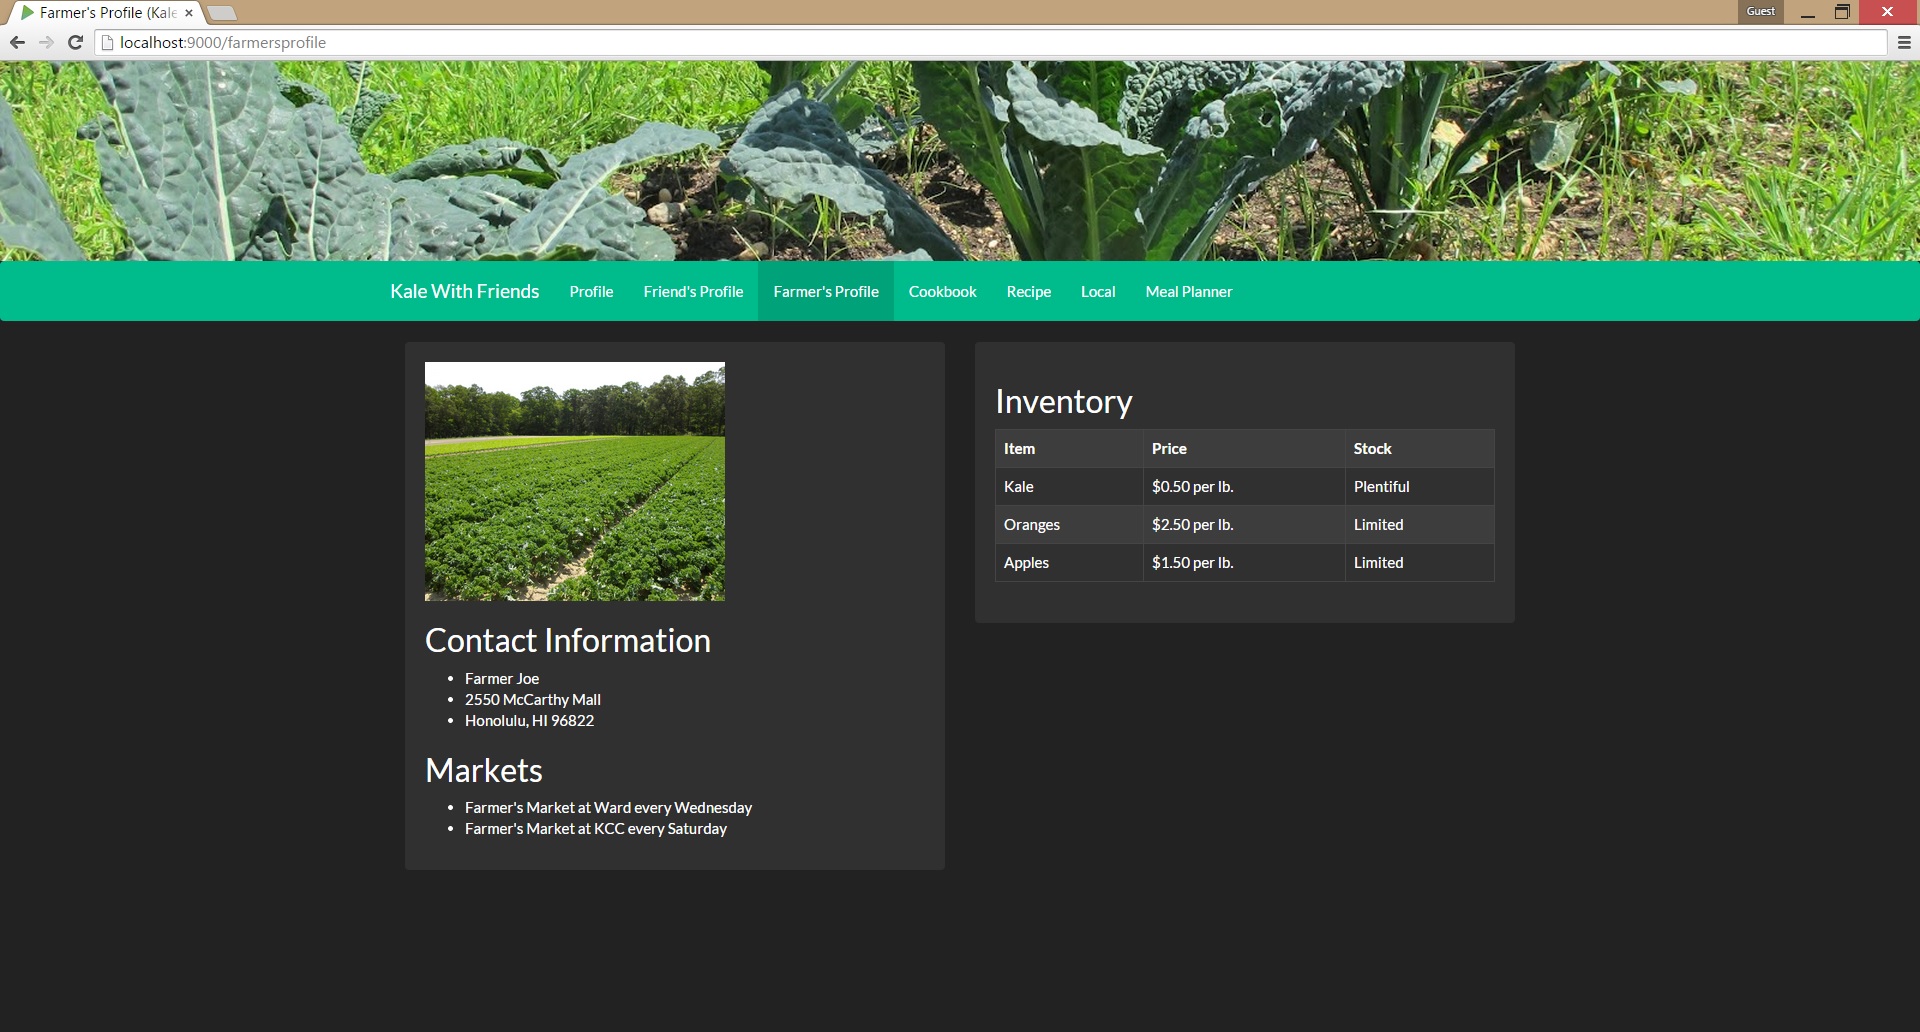 Farmer's Profile (Kale
Guest
localhost:9000/farmersprofile
Kale With Friends Profile Friend's Profile Farmer's Profile Cookbook Recipe Local Meal Planner
Contact Information
Farmer Joe
2550 McCarthy Mall
Honolulu, HI 96822
Markets
Farmer's Market at Ward every Wednesday
Farmer's Market at KCC every Saturday
Inventory
Item Price Stock
Kale $0.50 per lb. Plentiful
Oranges $2.50 per lb. Limited
Apples $1.50 per lb. Limited